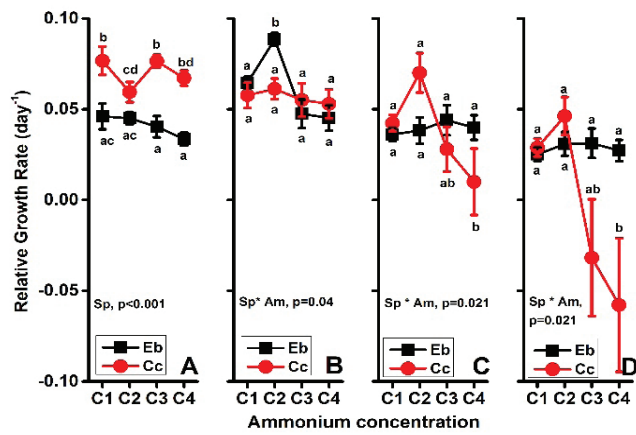 0.10
0.05
0.00
-0.05
-0.10
Relative Growth Rate (day-1)
b
cd
b
bd
ac
ac
a
a
Sp, p<0.001
Eb
Cc
A
a
b
a
a
a
a
a
a
Sp* Am, p=0.04
Eb
Cc
B
a
a
a
a
a
a
ab
b
Sp * Am, p=0.021
Eb
Cc
C
a
a
a
a
a
a
ab
b
Sp * Am,
p=0.021
Eb
Cc
D
C1 C2 C3 C4 C1 C2 C3 C4 C1 C2 C3 C4 C1 C2 C3 C4
Ammonium concentration